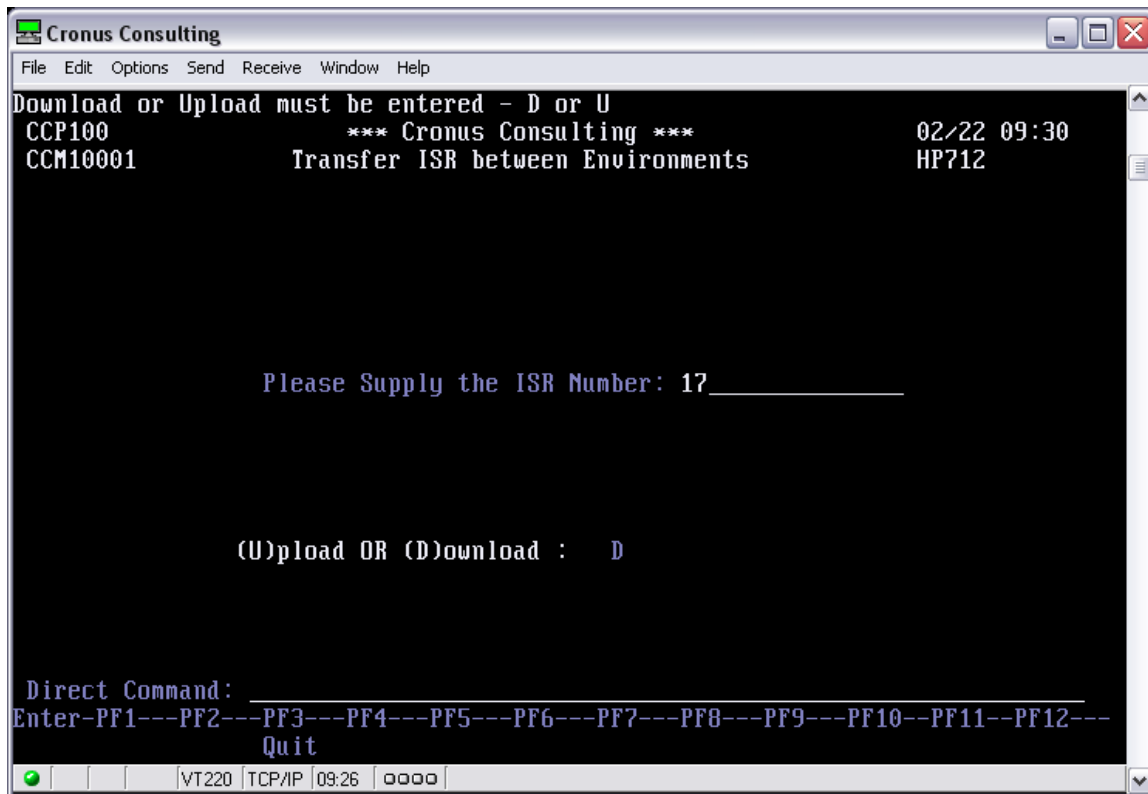 Cronus Consulting
File Edit Options Send Receive Window Help
Download or Upload must be entered - D or U
CCP100 *** Cronus Consulting *** 02/22 09:30
CCM10001 Transfer ISR between Environments HP712
Please Supply the ISR Number: 17_______________
(U)pload OR (D)ownload : D
Direct Command: ________________________________________________________________
Enter-PF1---PF2---PF3---PF4---PF5---PF6---PF7---PF8---PF9---PF10--PF11--PF12---
Quit
VT220 TCP/IP 09:26